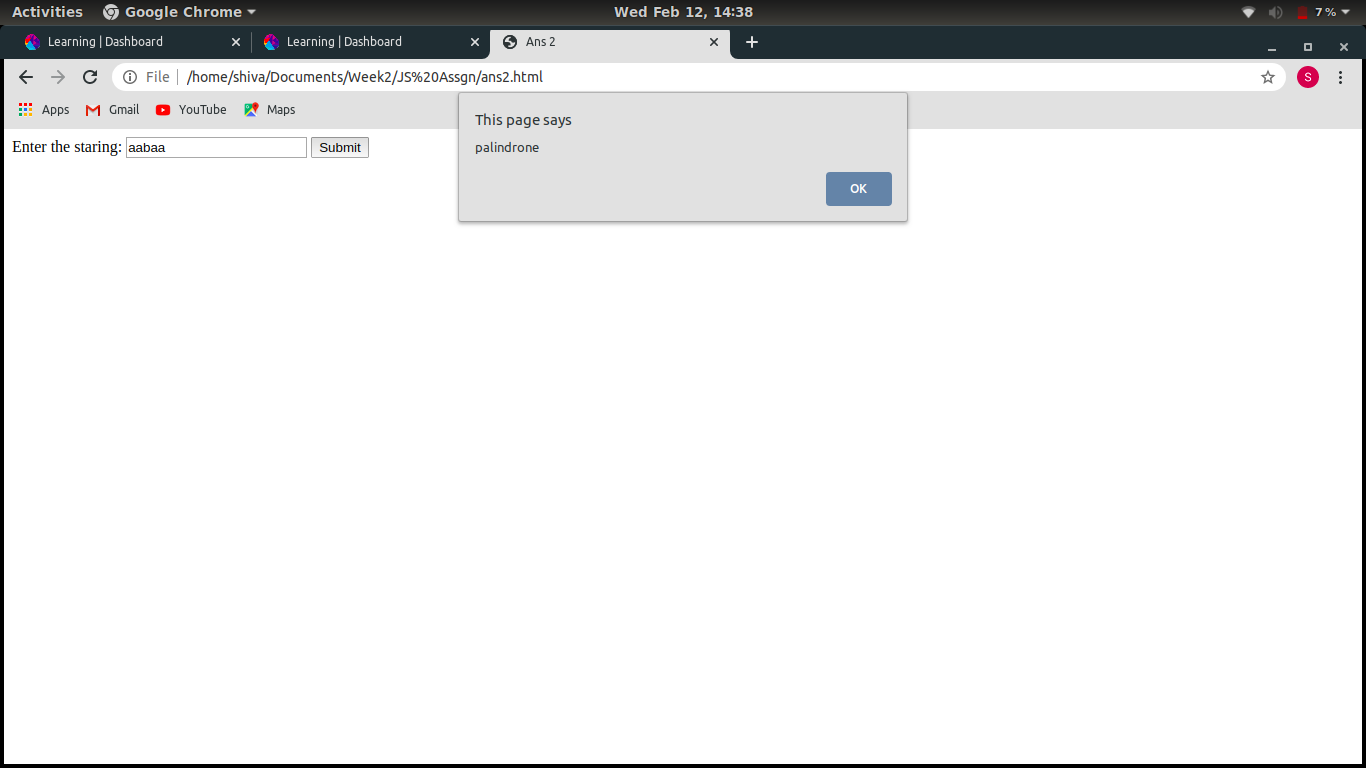 Activities Google Chrome Wed Feb 12, 14:38 7 %
Learning | Dashboard Learning | Dashboard Ans 2
File /home/shiva/Documents/Week2/JS%20Assgn/ans2.html S
Apps Gmail YouTube Maps
This page says
palindrone
OK
Enter the staring: aabaa Submit